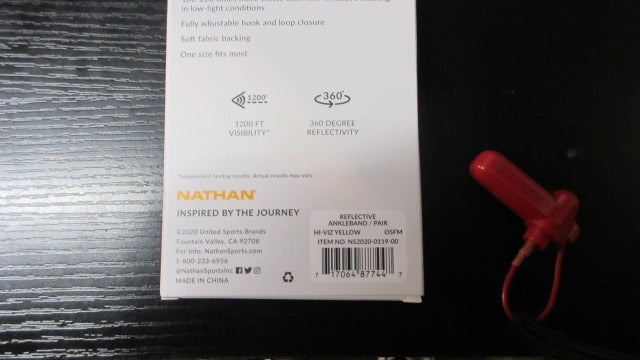 in low-light conditions
Fully adjustable hook and loop closure
Soft fabric backing
One size fits most
1200'
360°
1200 FT
VISIBILITY*
360 DEGREE
REFLECTIVITY
*Independent testing results. Actual results may vary.
NATHAN®
INSPIRED BY THE JOURNEY
©2020 United Sports Brands
Fountain Valley, CA 92708
For Info: NathanSports.com
1-800-233-6956
@NathanSportsInc
MADE IN CHINA
REFLECTIVE
ANKLEBAND / PAIR
HI-VIZ YELLOW OSFM
ITEM NO. NS2020-0119-00
7 17064 87744 7